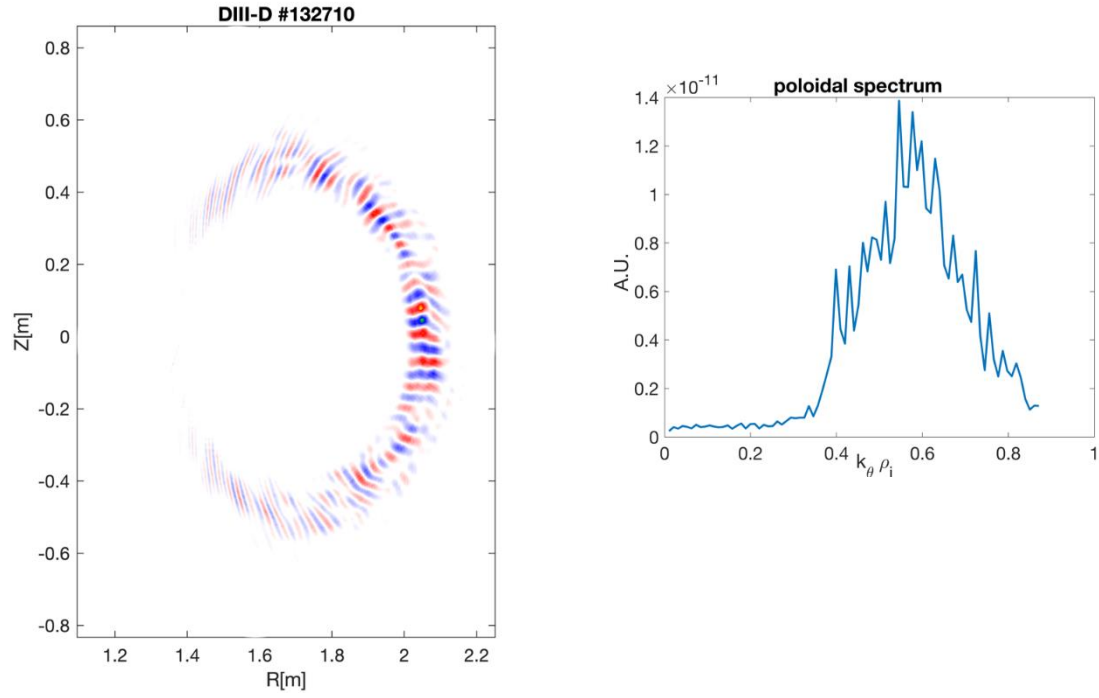 DIII-D #132710
0.8
0.6
0.4
0.2
0
-0.2
-0.4
-0.6
-0.8
Z[m]
1.2 1.4 1.6 1.8 2 2.2
R[m]
poloidal spectrum
×10⁻¹¹
1.4
1.2
1
0.8
0.6
0.4
0.2
0
A.U.
0 0.2 0.4 0.6 0.8 1
k_θ ρ_i